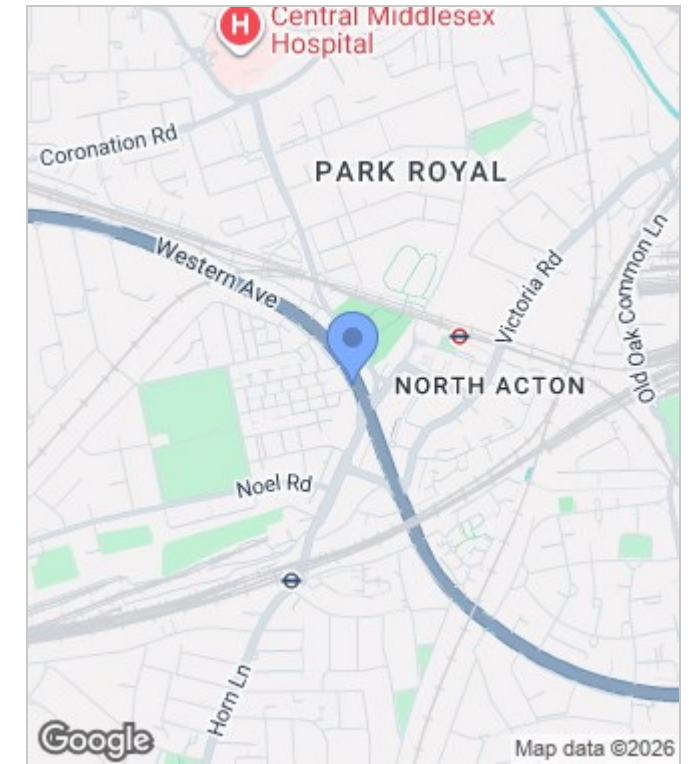 H
Central Middlesex
Hospital
Coronation Rd
PARK ROYAL
Western Ave
Victoria Rd
Old Oak Common Ln
NORTH ACTON
Noel Rd
Horn Ln
Google
Map data ©2026